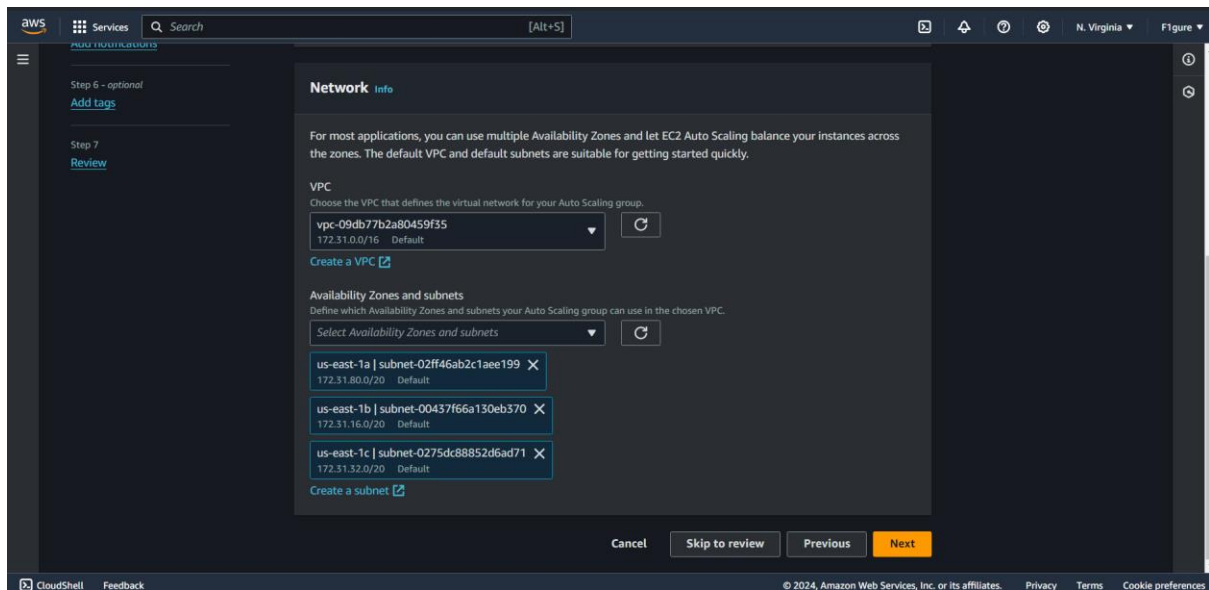 aws
Services
Search
[Alt+S]
N. Virginia
F1gure
Add notifications
Step 6 - optional
Add tags
Step 7
Review
Network Info
For most applications, you can use multiple Availability Zones and let EC2 Auto Scaling balance your instances across
the zones. The default VPC and default subnets are suitable for getting started quickly.
VPC
Choose the VPC that defines the virtual network for your Auto Scaling group.
vpc-09db77b2a80459f35
172.31.0.0/16 Default
Create a VPC
Availability Zones and subnets
Define which Availability Zones and subnets your Auto Scaling group can use in the chosen VPC.
Select Availability Zones and subnets
us-east-1a | subnet-02ff46ab2c1aee199
172.31.80.0/20 Default
us-east-1b | subnet-00437f66a130eb370
172.31.16.0/20 Default
us-east-1c | subnet-0275dc88852d6ad71
172.31.32.0/20 Default
Create a subnet
Cancel
Skip to review
Previous
Next
CloudShell
Feedback
© 2024, Amazon Web Services, Inc. or its affiliates.
Privacy
Terms
Cookie preferences